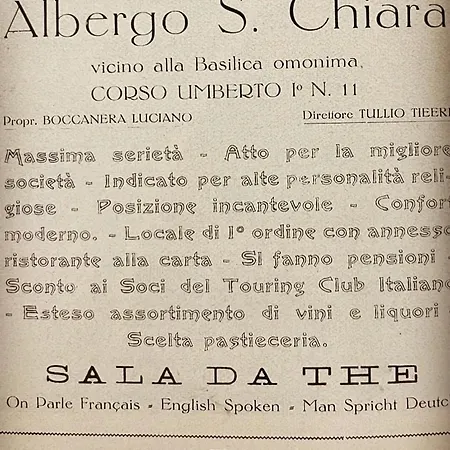 Albergo S. Chiara
vicino alla Basilica omonima,
CORSO UMBERTO I° N. 11
Propr. BOCCANERA LUCIANO Direttore TULLIO TIEERI
Massima serietà - Atto per la migliore
società - Indicato per alte personalità reli-
giose - Posizione incantevole - Confort
moderno. - Locale di I° ordine con annesso
ristorante alla carta - Si fanno pensioni -
Sconto ai Soci del Touring Club Italiano
- Esteso assortimento di vini e liquori -
Scelta pastieceria.
SALA DA THE
On Parle Français - English Spoken - Man Spricht Deutc